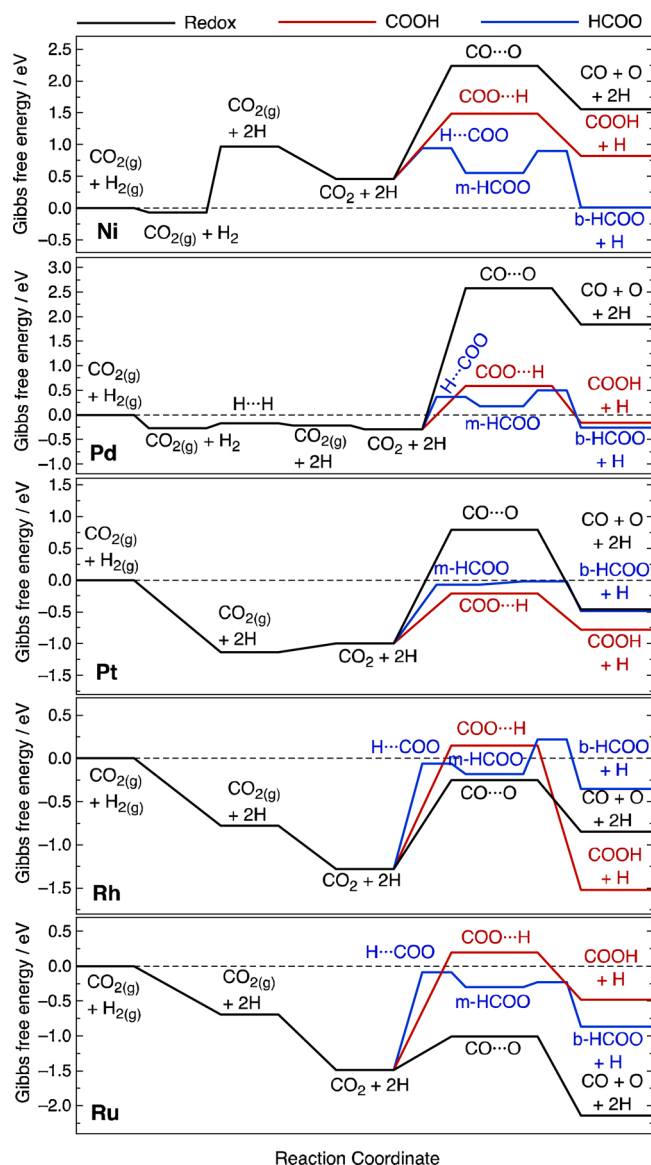 Redox COOH HCOO
Gibbs free energy / eV
2.5
2.0
1.5
1.0
0.5
0.0
−0.5
CO2(g)
+ H2(g)
CO2(g) + H2
CO2(g)
+ 2H
CO2 + 2H
CO···O
COO···H
H···COO
m-HCOO
CO + O
+ 2H
COOH
+ H
b-HCOO
+ H
Ni
Gibbs free energy / eV
3.0
2.5
2.0
1.5
1.0
0.5
0.0
−0.5
−1.0
CO2(g)
+ H2(g)
CO2(g) + H2
H···H
CO2(g)
+ 2H
CO2 + 2H
CO···O
H···COO
COO···H
m-HCOO
CO + O
+ 2H
COOH
+ H
b-HCOO
+ H
Pd
Gibbs free energy / eV
1.5
1.0
0.5
0.0
−0.5
−1.0
−1.5
CO2(g)
+ H2(g)
CO2(g)
+ 2H
CO2 + 2H
CO···O
m-HCOO
COO···H
CO + O
+ 2H
b-HCOO
+ H
COOH
+ H
Pt
Gibbs free energy / eV
0.5
0.0
−0.5
−1.0
−1.5
CO2(g)
+ H2(g)
CO2(g)
+ 2H
CO2 + 2H
H···COO
COO···H
m-HCOO
CO···O
b-HCOO
+ H
CO + O
+ 2H
COOH
+ H
Rh
Gibbs free energy / eV
0.5
0.0
−0.5
−1.0
−1.5
−2.0
CO2(g)
+ H2(g)
CO2(g)
+ 2H
CO2 + 2H
H···COO
COO···H
m-HCOO
CO···O
COOH
+ H
b-HCOO
+ H
CO + O
+ 2H
Ru
Reaction Coordinate